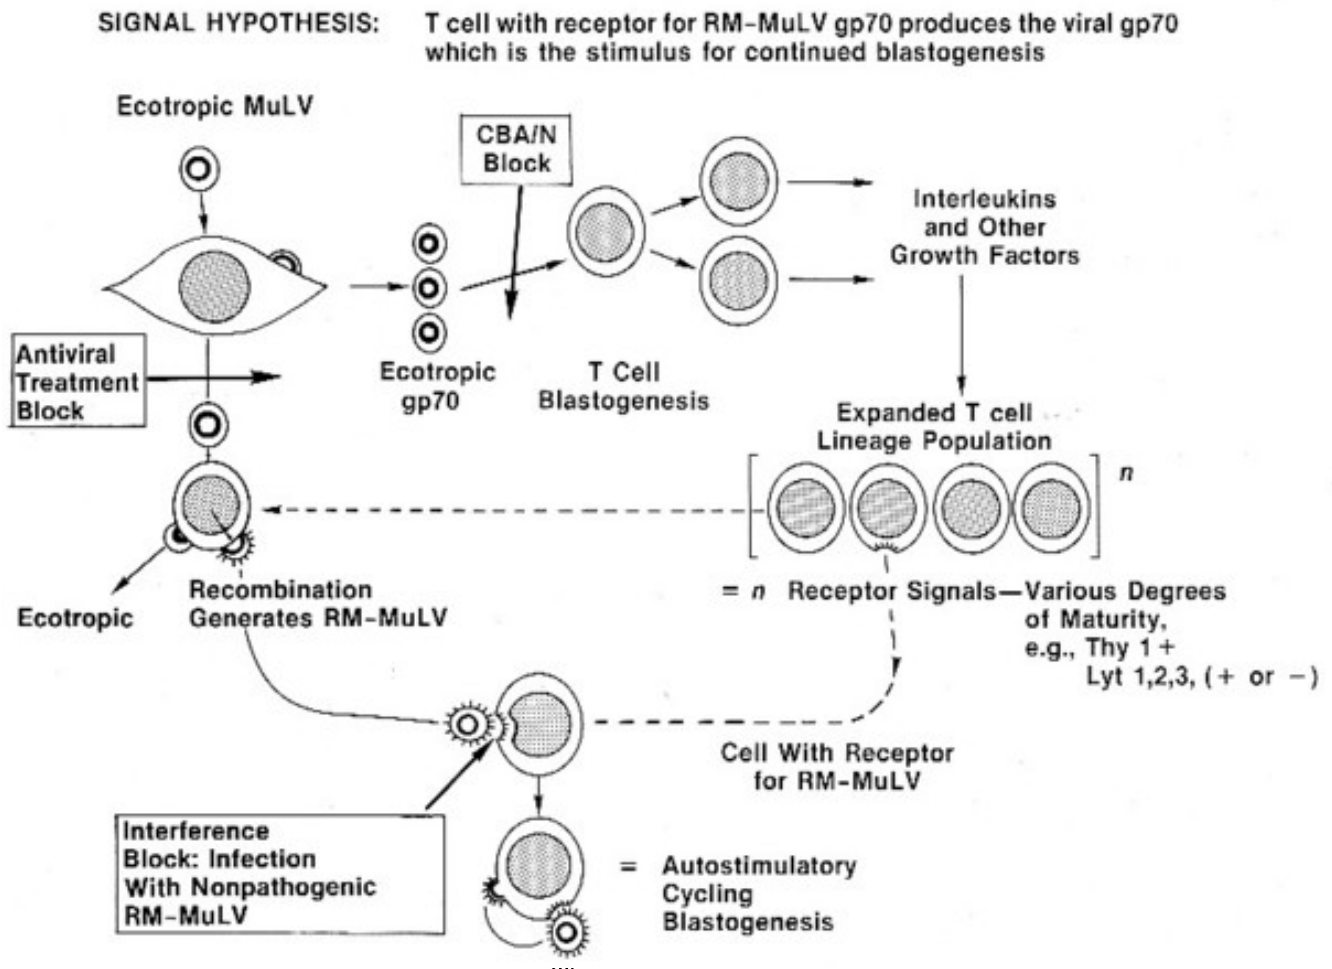 SIGNAL HYPOTHESIS: T cell with receptor for RM-MuLV gp70 produces the viral gp70
which is the stimulus for continued blastogenesis
Ecotropic MuLV
CBA/N
Block
Interleukins
and Other
Growth Factors
Antiviral
Treatment
Block
Ecotropic
gp70
T Cell
Blastogenesis
Expanded T cell
Lineage Population
n
= n Receptor Signals—Various Degrees
of Maturity,
e.g., Thy 1+
Lyt 1,2,3, (+ or −)
Ecotropic
Recombination
Generates RM-MuLV
Cell With Receptor
for RM-MuLV
Interference
Block: Infection
With Nonpathogenic
RM-MuLV
= Autostimulatory
Cycling
Blastogenesis